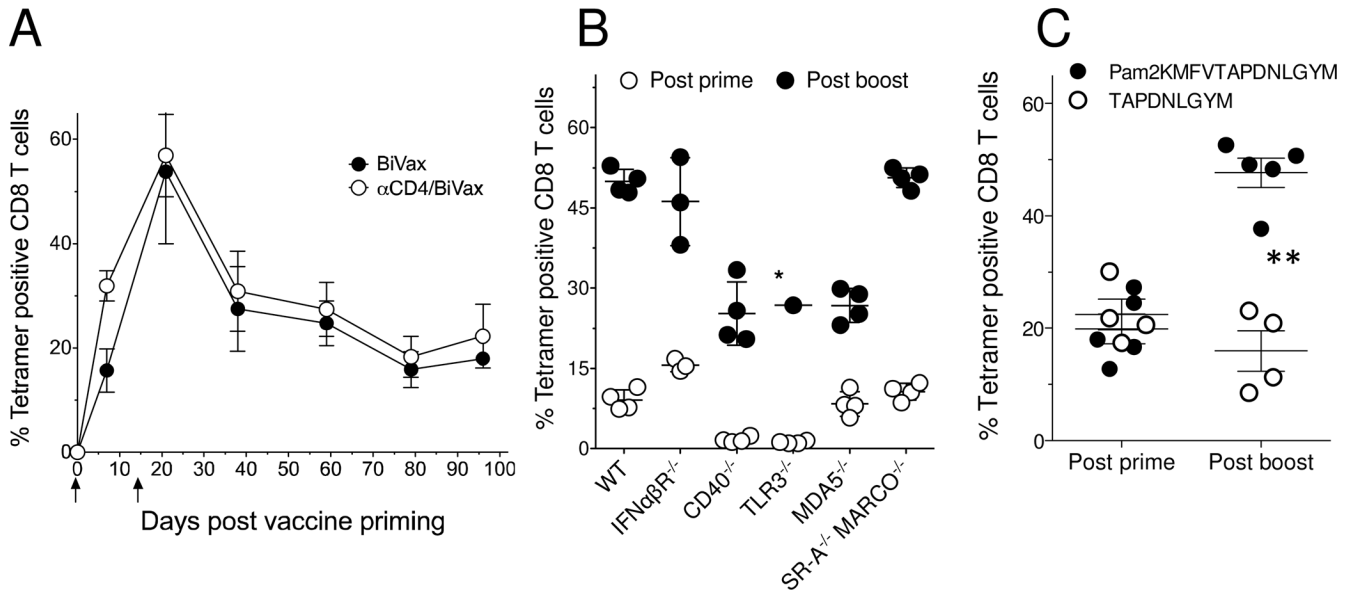 A
% Tetramer positive CD8 T cells
60
40
20
0
0 10 20 30 40 50 60 70 80 90 100
Days post vaccine priming
BiVax
αCD4/BiVax
B
Post prime
Post boost
% Tetramer positive CD8 T cells
60
45
30
15
0
*
WT
IFNαβR-/-
CD40-/-
TLR3-/-
MDA5-/-
SR-A-/- MARCO-/-
C
Pam2KMFVTAPDNLGYM
TAPDNLGYM
% Tetramer positive CD8 T cells
60
40
20
0
**
Post prime
Post boost